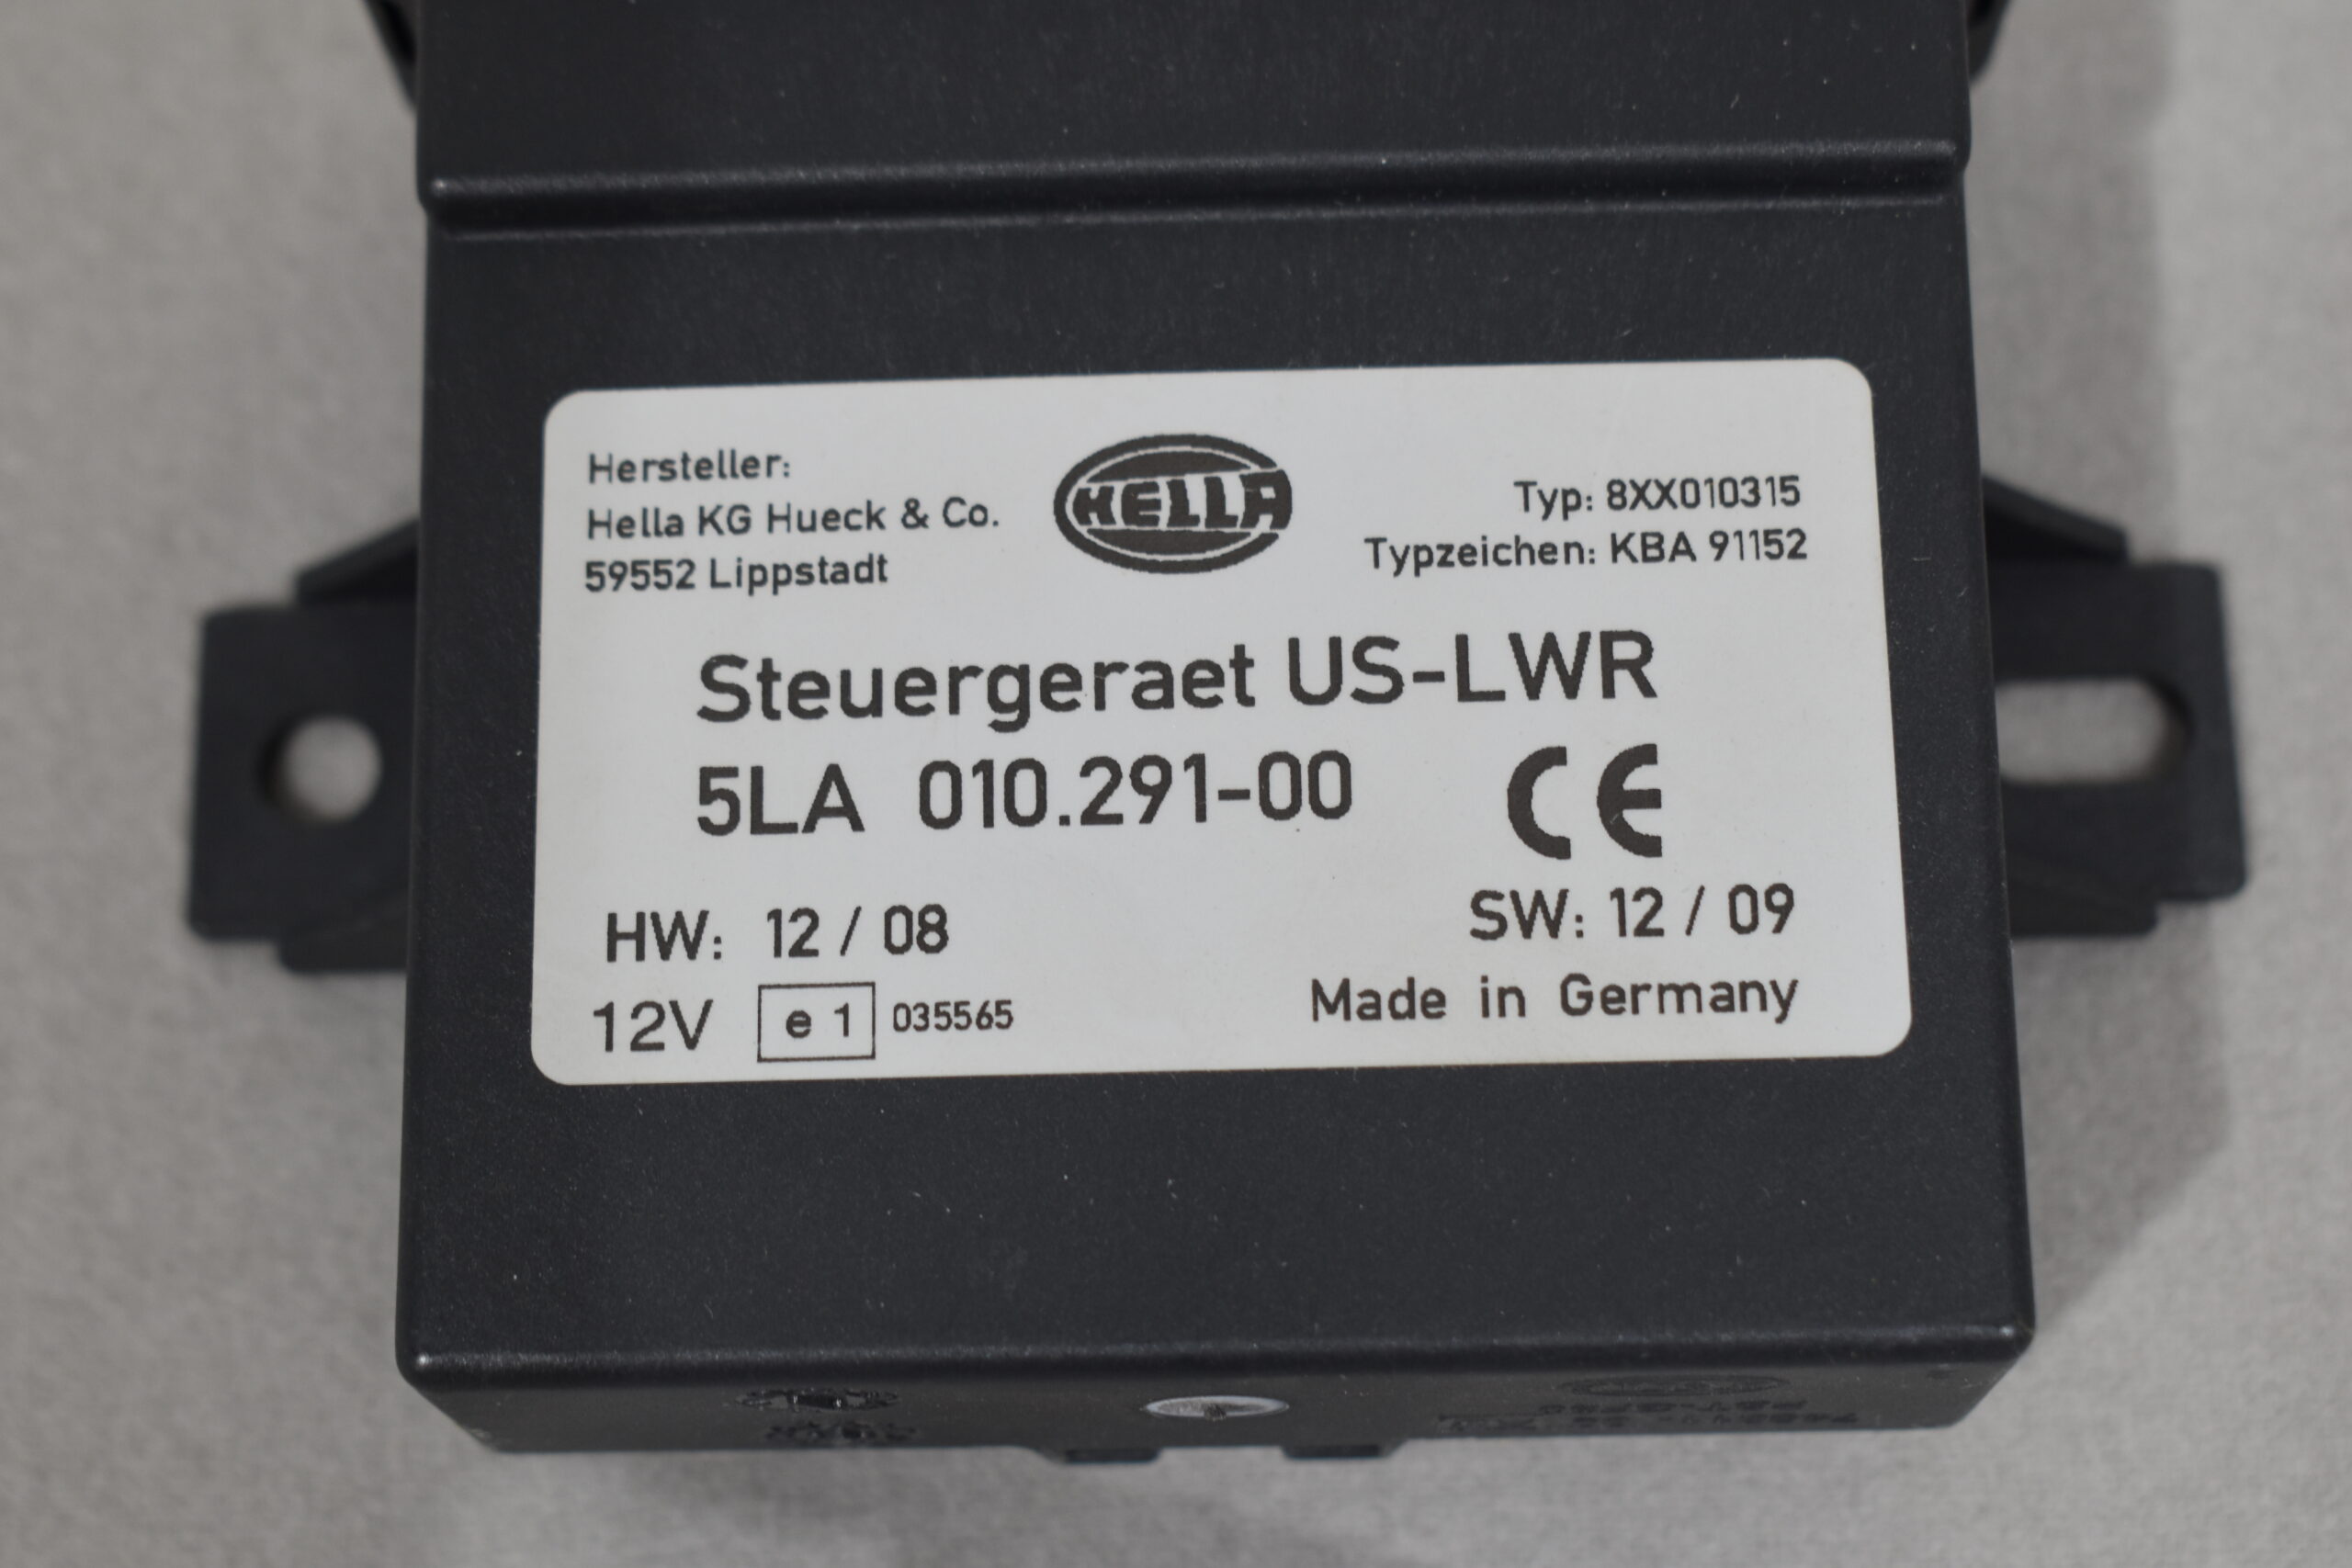 Hersteller:
Hella KG Hueck & Co.
59552 Lippstadt
HELLA
Typ: 8XX010315
Typzeichen: KBA 91152
Steuergeraet US-LWR
5LA 010.291-00 CE
HW: 12 / 08
SW: 12 / 09
12V e1 035565
Made in Germany